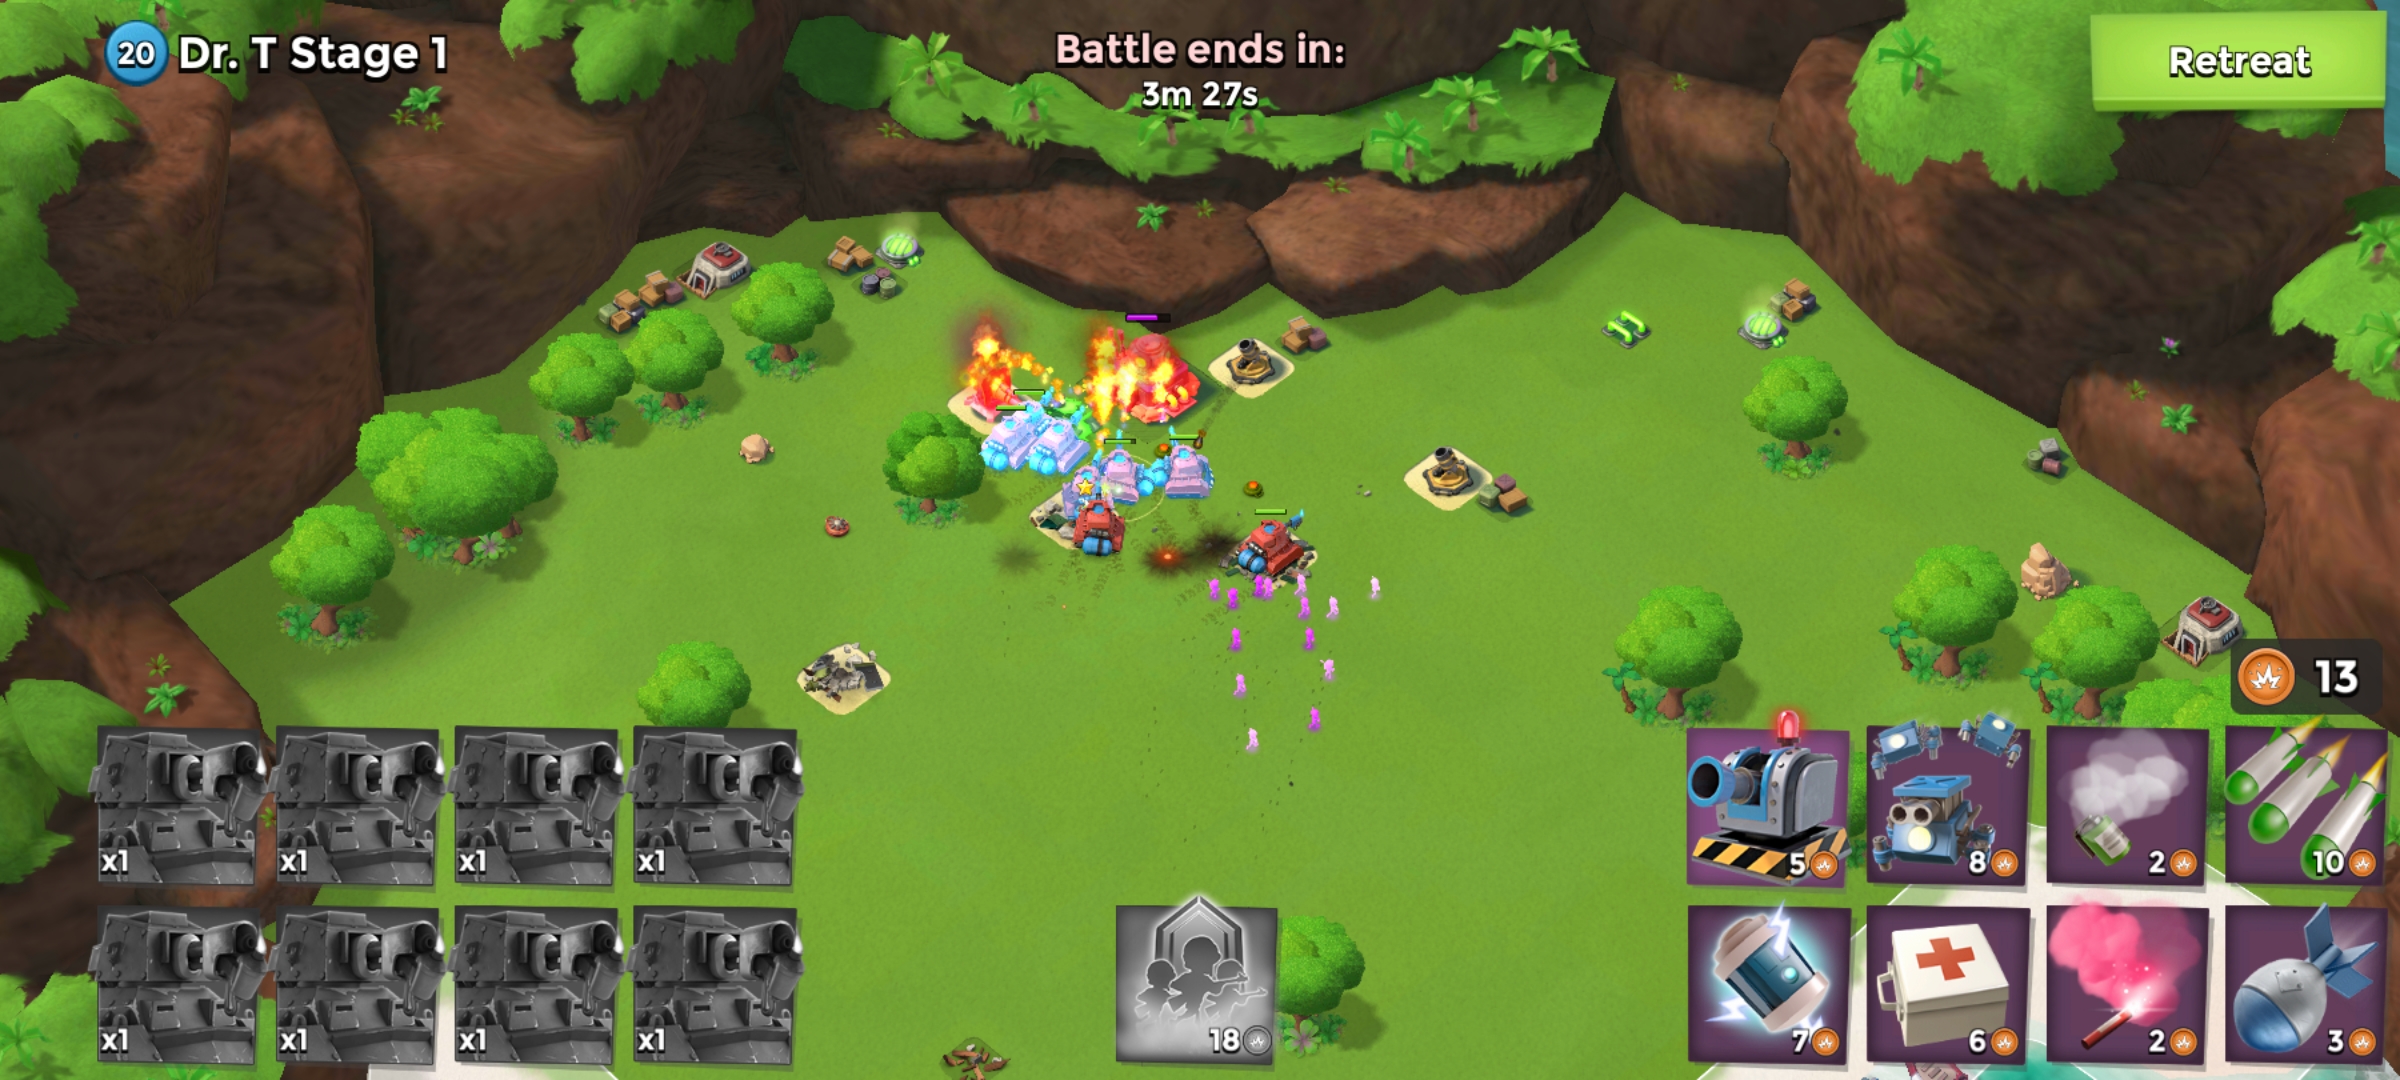 20 Dr. T Stage 1
Battle ends in:
3m 27s
Retreat
13
x1 x1 x1 x1
5 8 2 10
x1 x1 x1 x1
18
7 6 2 3